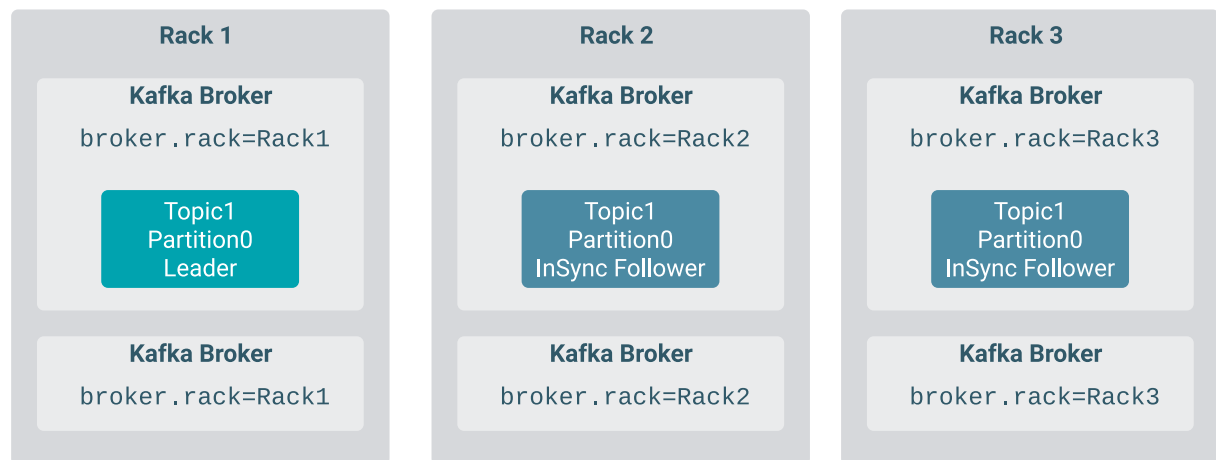 Rack 1
Kafka Broker
broker.rack=Rack1
Topic1
Partition0
Leader
Kafka Broker
broker.rack=Rack1
Rack 2
Kafka Broker
broker.rack=Rack2
Topic1
Partition0
InSync Follower
Kafka Broker
broker.rack=Rack2
Rack 3
Kafka Broker
broker.rack=Rack3
Topic1
Partition0
InSync Follower
Kafka Broker
broker.rack=Rack3